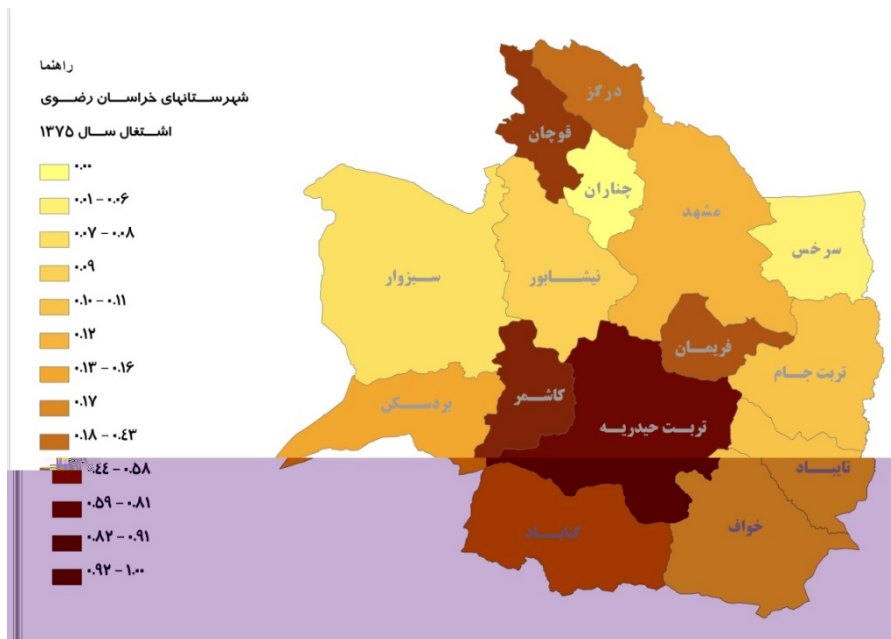 راهنما
شهرستانهای خراسان رضوی
اشتغال سال ۱۳۷۵
۰.۰۰
۰.۰۱ – ۰.۰۶
۰.۰۷ – ۰.۰۸
۰.۰۹
۰.۱۰ – ۰.۱۱
۰.۱۲
۰.۱۳ – ۰.۱۶
۰.۱۷
۰.۱۸ – ۰.۴۳
۰.۴۴ – ۰.۵۸
۰.۵۹ – ۰.۸۱
۰.۸۲ – ۰.۹۱
۰.۹۲ – ۱.۰۰
درگز
قوچان
چناران
مشهد
سرخس
نیشابور
سبزوار
فریمان
تربت جام
کاشمر
بردسکن
تربت حیدریه
تایباد
خواف
گناباد